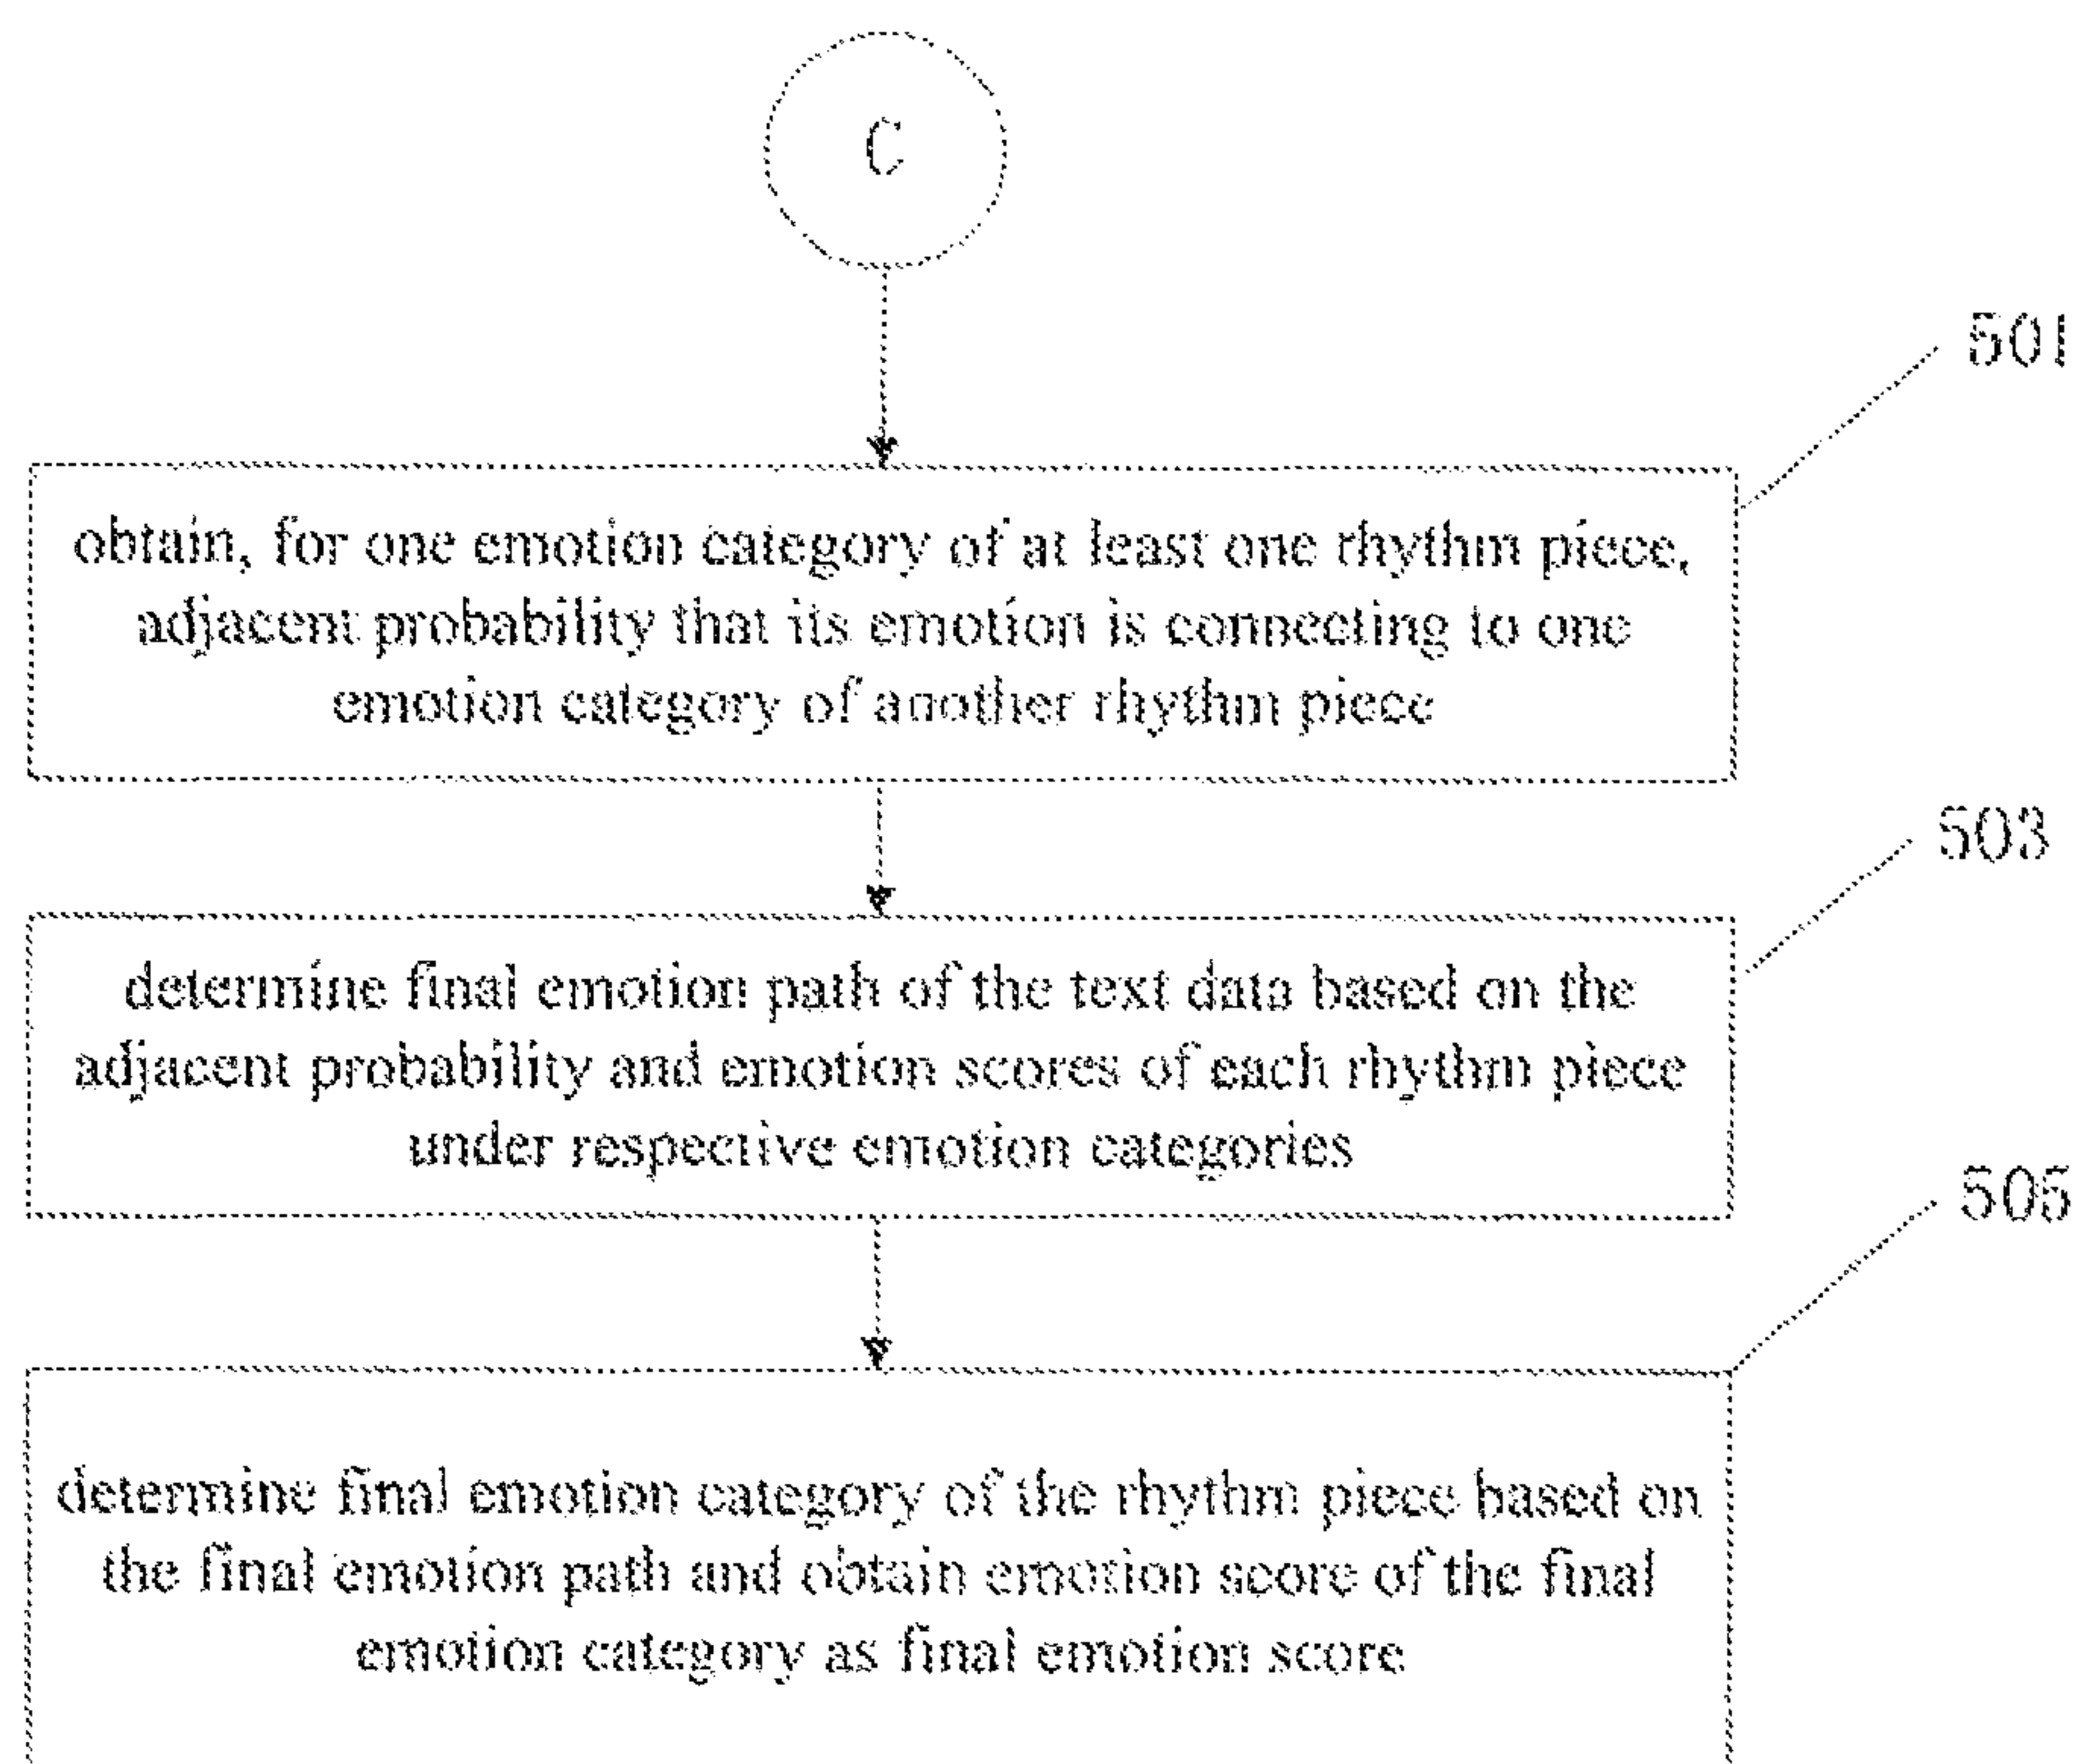 C
501
obtain, for one emotion category of at least one rhythm piece,
adjacent probability that its emotion is connecting to one
emotion category of another rhythm piece
503
determine final emotion path of the text data based on the
adjacent probability and emotion scores of each rhythm piece
under respective emotion categories
505
determine final emotion category of the rhythm piece based on
the final emotion path and obtain emotion score of the final
emotion category as final emotion score